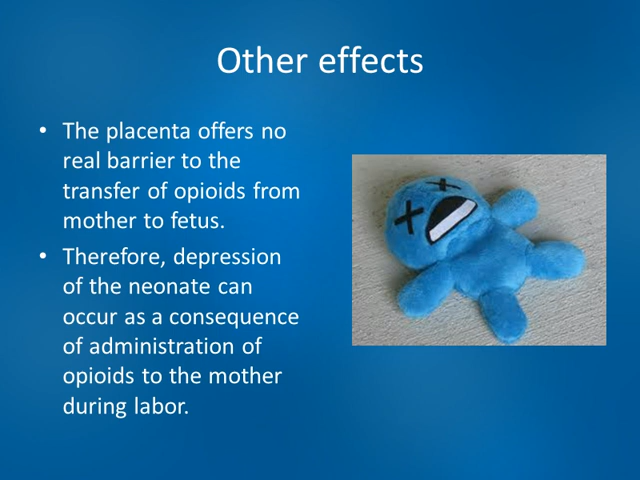 Other effects
• The placenta offers no
real barrier to the
transfer of opioids from
mother to fetus.
• Therefore, depression
of the neonate can
occur as a consequence
of administration of
opioids to the mother
during labor.